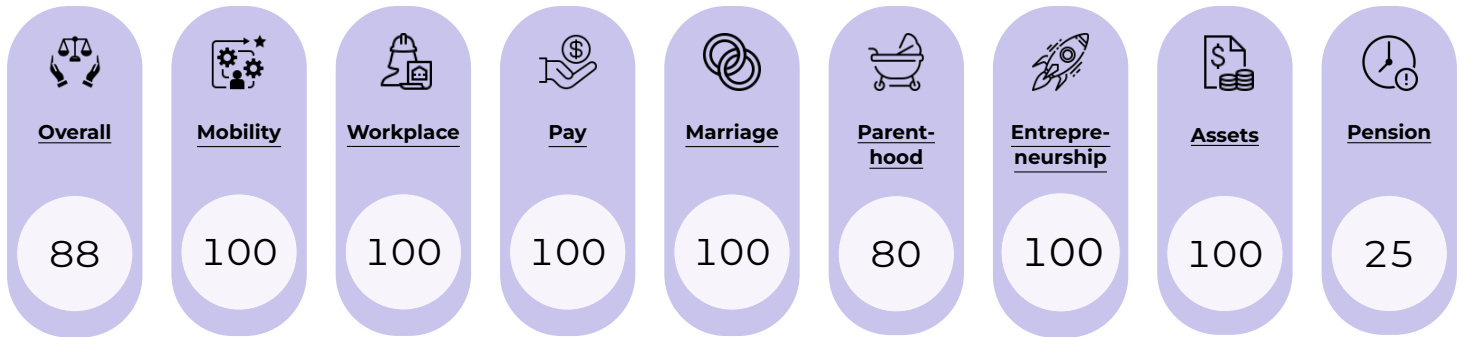 Overall
Mobility
Workplace
$
Pay
Marriage
Parent-
hood
Entrepre-
neurship
$
Assets
!
Pension
88
100
100
100
100
80
100
100
25